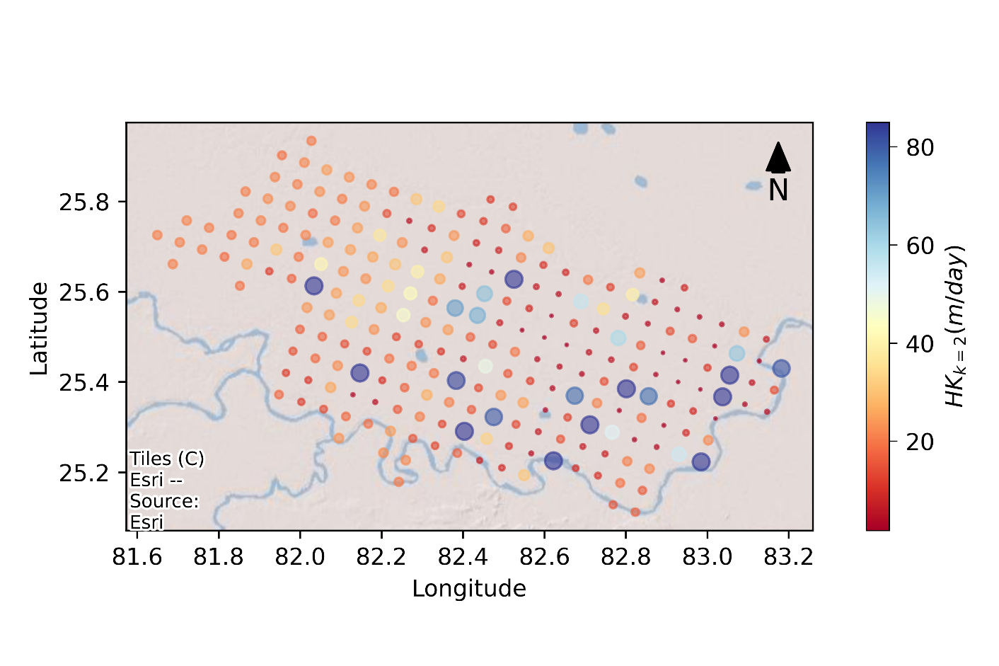 N
25.8
25.6
25.4
25.2
Latitude
Tiles (C)
Esri --
Source:
Esri
81.6 81.8 82.0 82.2 82.4 82.6 82.8 83.0 83.2
Longitude
80
60
40
20
HK_{k=2}(m/day)